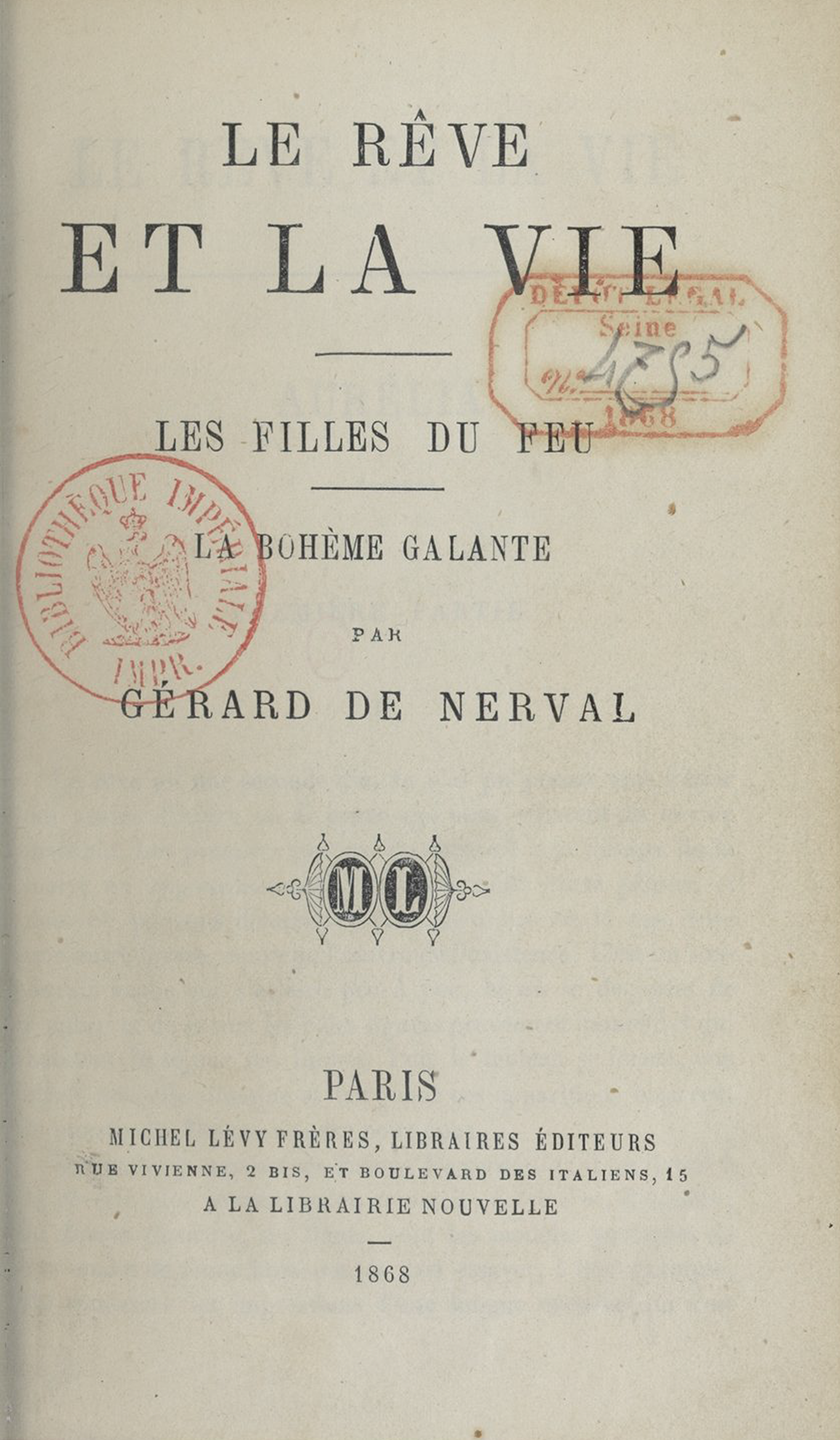 LE RÊVE
ET LA VIE
DÉPÔT LÉGAL
Seine
1868
LES FILLES DU FEU
BIBLIOTHÈQUE IMPÉRIALE
LA BOHÈME GALANTE
PAR
GÉRARD DE NERVAL
ML
PARIS
MICHEL LÉVY FRÈRES, LIBRAIRES ÉDITEURS
RUE VIVIENNE, 2 BIS, ET BOULEVARD DES ITALIENS, 15
A LA LIBRAIRIE NOUVELLE
1868